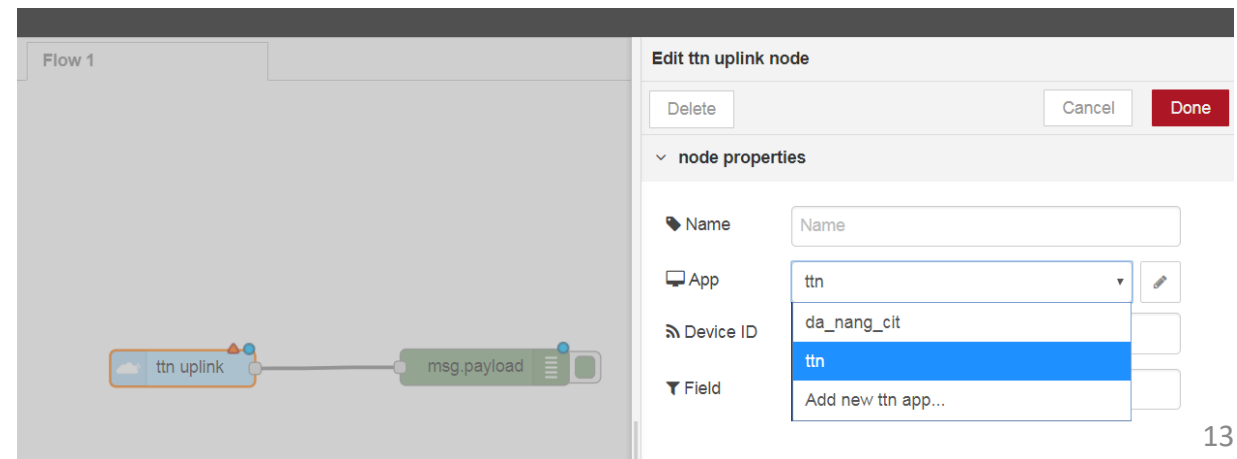 Flow 1
Edit ttn uplink node
Delete
Cancel
Done
node properties
Name
Name
App
ttn
da_nang_cit
Device ID
ttn
Field
Add new ttn app...
ttn uplink
msg.payload
13